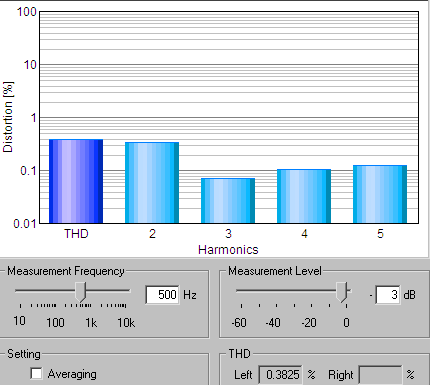 100
10
1
0.1
0.01
Distortion [%]
THD 2 3 4 5
Harmonics
Measurement Frequency
500 Hz
10 100 1k 10k
Measurement Level
- 3 dB
-60 -40 -20 0
Setting
Averaging
THD
Left 0.3825 % Right %